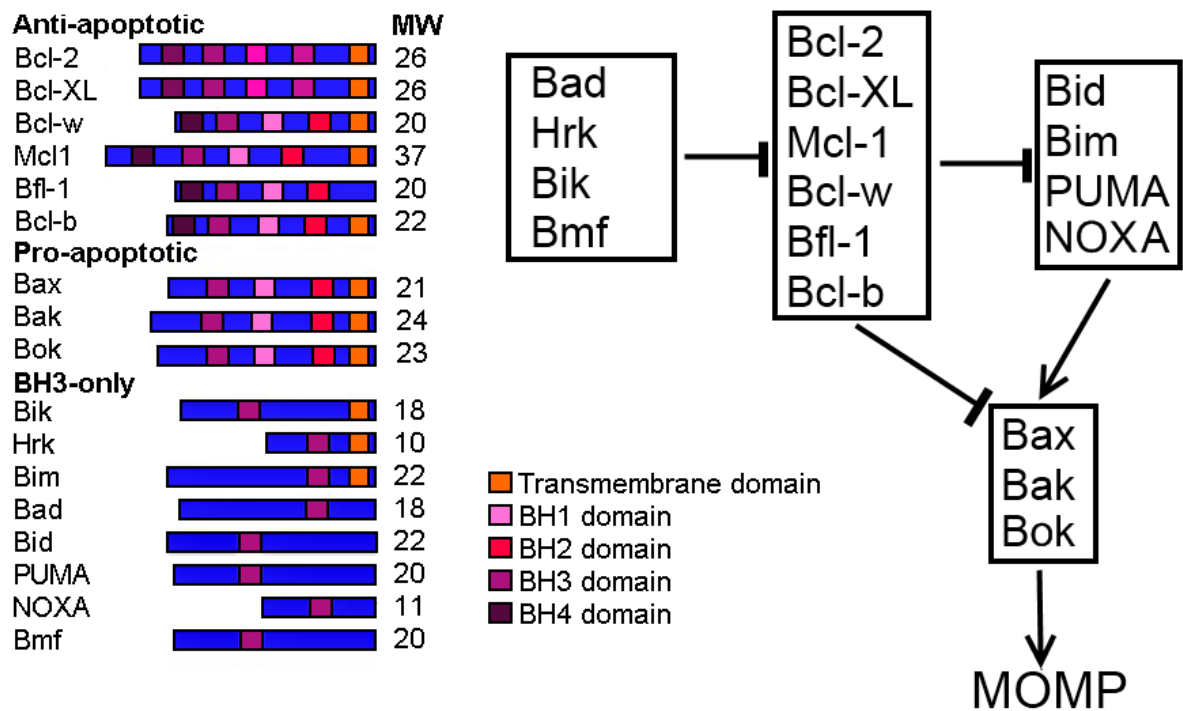 Anti-apoptotic MW
Bcl-2 26
Bcl-XL 26
Bcl-w 20
Mcl1 37
Bfl-1 20
Bcl-b 22
Pro-apoptotic
Bax 21
Bak 24
Bok 23
BH3-only
Bik 18
Hrk 10
Bim 22
Bad 18
Bid 22
PUMA 20
NOXA 11
Bmf 20
Transmembrane domain
BH1 domain
BH2 domain
BH3 domain
BH4 domain
Bad
Hrk
Bik
Bmf
Bcl-2
Bcl-XL
Mcl-1
Bcl-w
Bfl-1
Bcl-b
Bid
Bim
PUMA
NOXA
Bax
Bak
Bok
MOMP